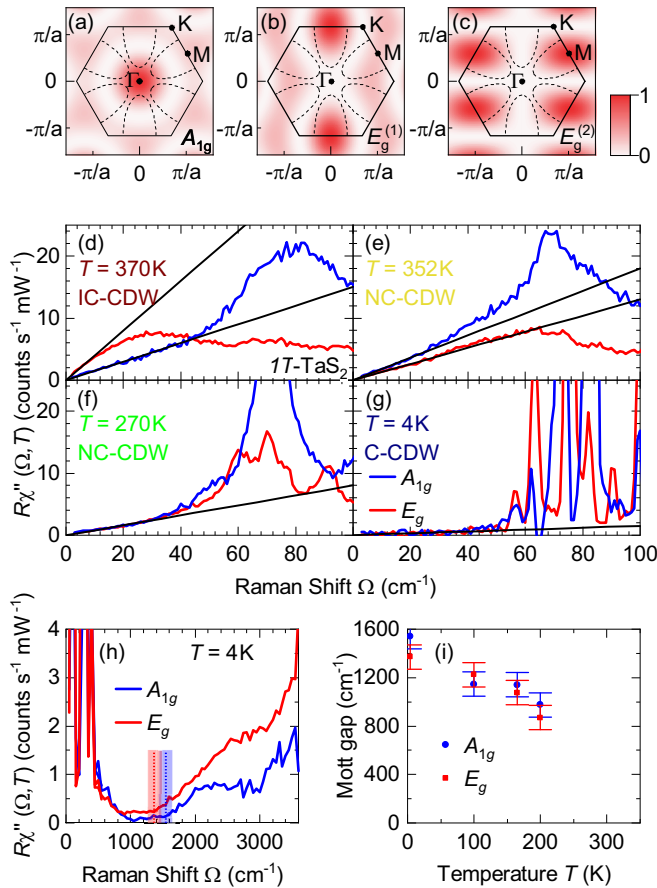 (a) K (b) K (c) K
π/a π/a π/a
M M M
0 Γ 0 Γ 0 Γ
1
-π/a A1g -π/a Eg(1) -π/a Eg(2)
0
-π/a 0 π/a -π/a 0 π/a -π/a 0 π/a
(d) (e)
20 T = 370K T = 352K
IC-CDW NC-CDW
10
1T-TaS2
0
(f) (g)
20 T = 270K T = 4K
NC-CDW C-CDW
10 A1g
Eg
0
0 20 40 60 80 0 20 40 60 80 100
Rχ'' (Ω,T) (counts s-1 mW-1)
Raman Shift Ω (cm-1) Raman Shift Ω (cm-1)
4 (h) T = 4K
3 A1g
Eg
2
1
0
0 1000 2000 3000
Rχ'' (Ω,T) (counts s-1 mW-1)
Raman Shift Ω (cm-1)
1600 (i)
1200
800
A1g
400 Eg
0
0 100 200 300
Mott gap (cm-1)
Temperature T (K)